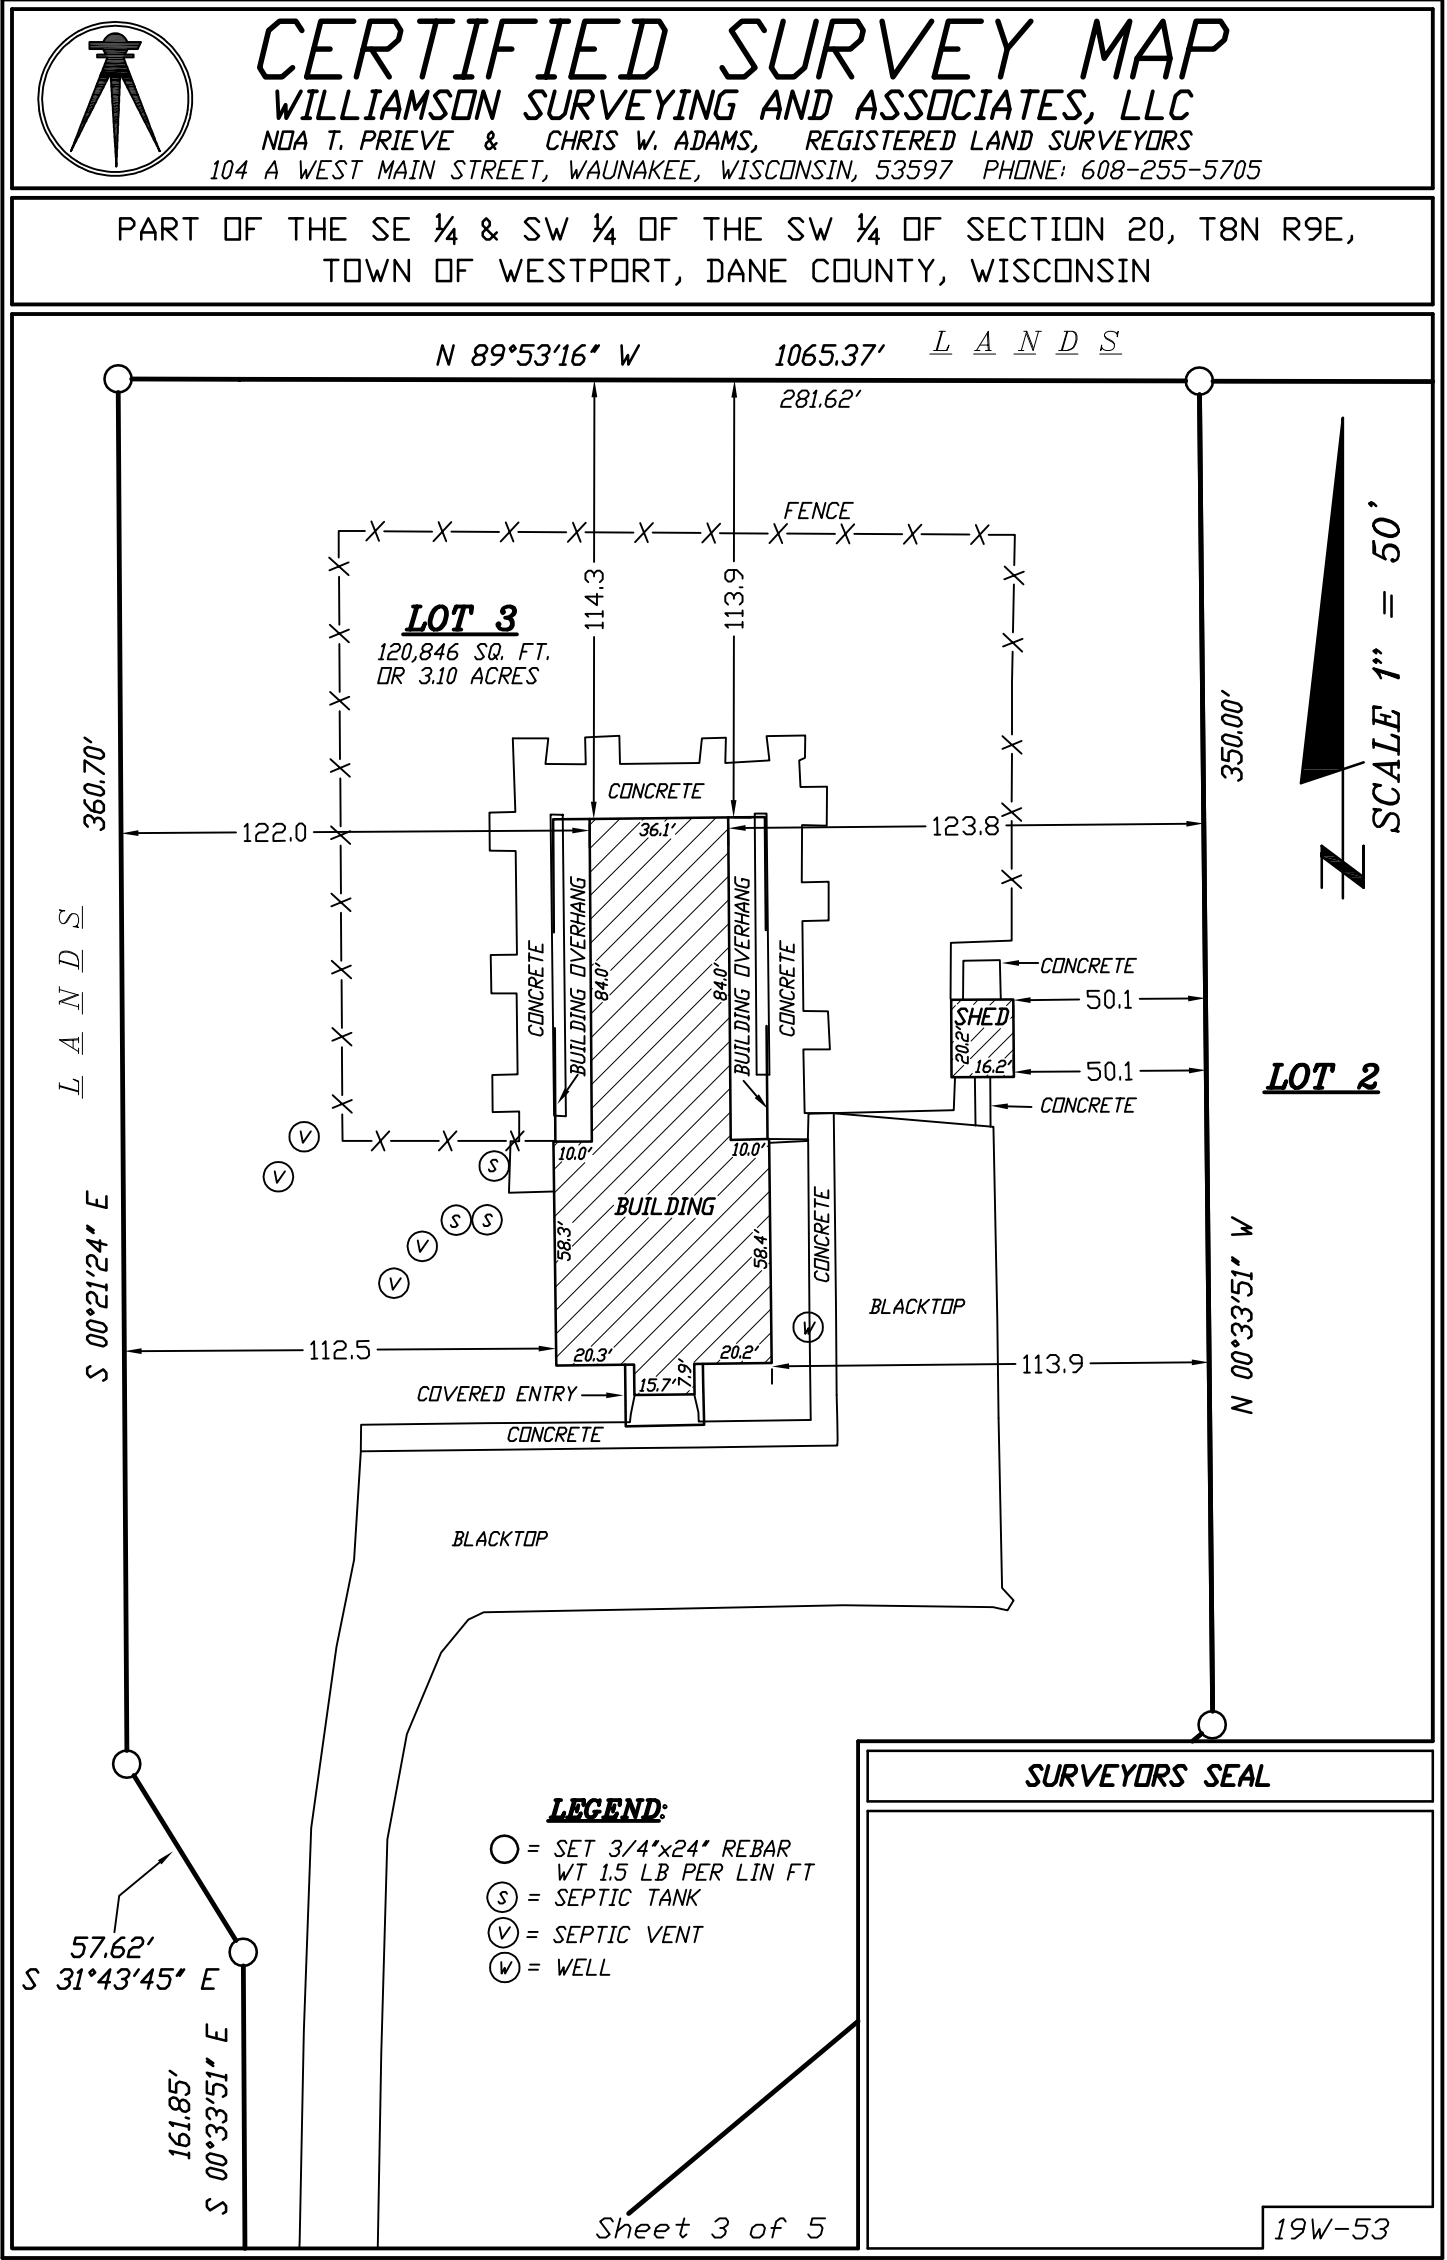 CERTIFIED SURVEY MAP
WILLIAMSON SURVEYING AND ASSOCIATES, LLC
NOA T. PRIEVE & CHRIS W. ADAMS, REGISTERED LAND SURVEYORS
104 A WEST MAIN STREET, WAUNAKEE, WISCONSIN, 53597 PHONE: 608-255-5705
PART OF THE SE ¼ & SW ¼ OF THE SW ¼ OF SECTION 20, T8N R9E,
TOWN OF WESTPORT, DANE COUNTY, WISCONSIN
N 89°53'16" W 1065.37'
LANDS
281.62'
FENCE
114.3
113.9
LOT 3
120,846 SQ. FT.
OR 3.10 ACRES
SCALE 1" = 50'
N
360.70'
350.00'
CONCRETE
122.0
36.1'
123.8
LANDS
CONCRETE
BUILDING OVERHANG
84.0'
84.0'
BUILDING OVERHANG
CONCRETE
CONCRETE
50.1
SHED
20.2'
16.2'
50.1
CONCRETE
LOT 2
V
V
S
10.0'
10.0'
S 00°21'24" E
BUILDING
S
S
V
V
58.3'
58.4'
CONCRETE
N 00°33'51" W
BLACKTOP
W
112.5
20.3'
20.2'
113.9
COVERED ENTRY
15.7'
7.9'
CONCRETE
BLACKTOP
SURVEYORS SEAL
LEGEND:
= SET 3/4"x24" REBAR
WT 1.5 LB PER LIN FT
S = SEPTIC TANK
V = SEPTIC VENT
W = WELL
57.62'
S 31°43'45" E
161.85'
S 00°33'51" E
Sheet 3 of 5
19W-53